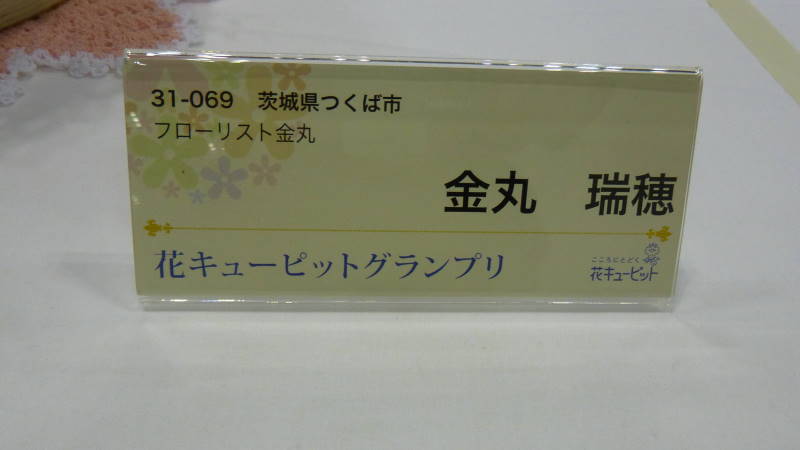 31-069 茨城県つくば市
フローリスト金丸
金丸 瑞穂
花キューピットグランプリ
こころにとどく
花キューピット